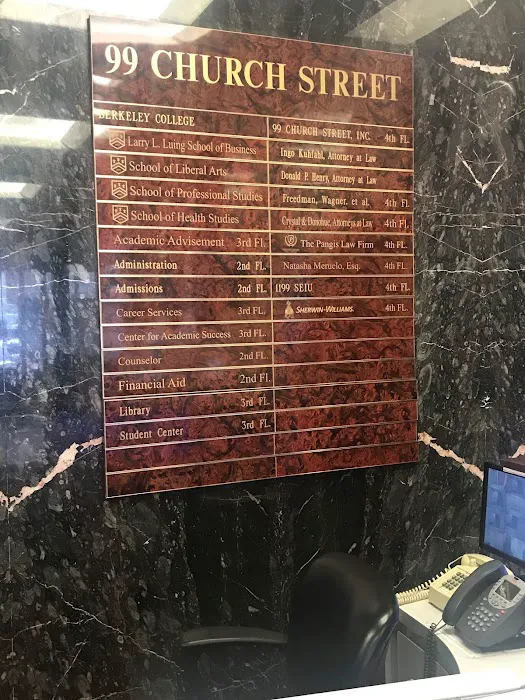 99 CHURCH STREET
BERKELEY COLLEGE
Larry L. Luing School of Business
School of Liberal Arts
School of Professional Studies
School of Health Studies
Academic Advisement 3rd Fl.
Administration 2nd FL.
Admissions 2nd FL.
Career Services 3rd FL.
Center for Academic Success 3rd FL.
Counselor 2nd FL.
Financial Aid 2nd Fl.
Library 3rd FL.
Student Center 3rd FL.
99 CHURCH STREET, INC. 4th FL.
Ingo Kuhfahl, Attorney at Law
Donald P. Henry, Attorney at Law
Freedman, Wagner, et al. 4th Fl.
Crystal & Donohue, Attorneys at Law 4th FL.
The Pangis Law Firm 4th FL.
Natasha Meruelo, Esq. 4th FL.
1199 SEIU 4th FL.
SHERWIN-WILLIAMS. 4th FL.